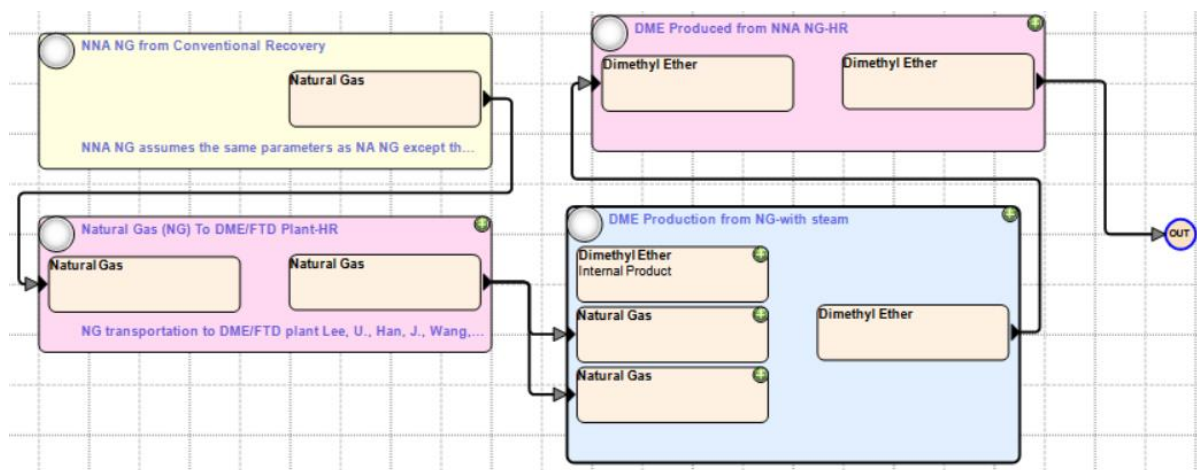 NNA NG from Conventional Recovery
Natural Gas
NNA NG assumes the same parameters as NA NG except th...
DME Produced from NNA NG-HR
Dimethyl Ether
Dimethyl Ether
Natural Gas (NG) To DME/FTD Plant-HR
Natural Gas
Natural Gas
NG transportation to DME/FTD plant Lee, U., Han, J., Wang,...
DME Production from NG-with steam
Dimethyl Ether
Internal Product
Natural Gas
Natural Gas
Dimethyl Ether
OUT